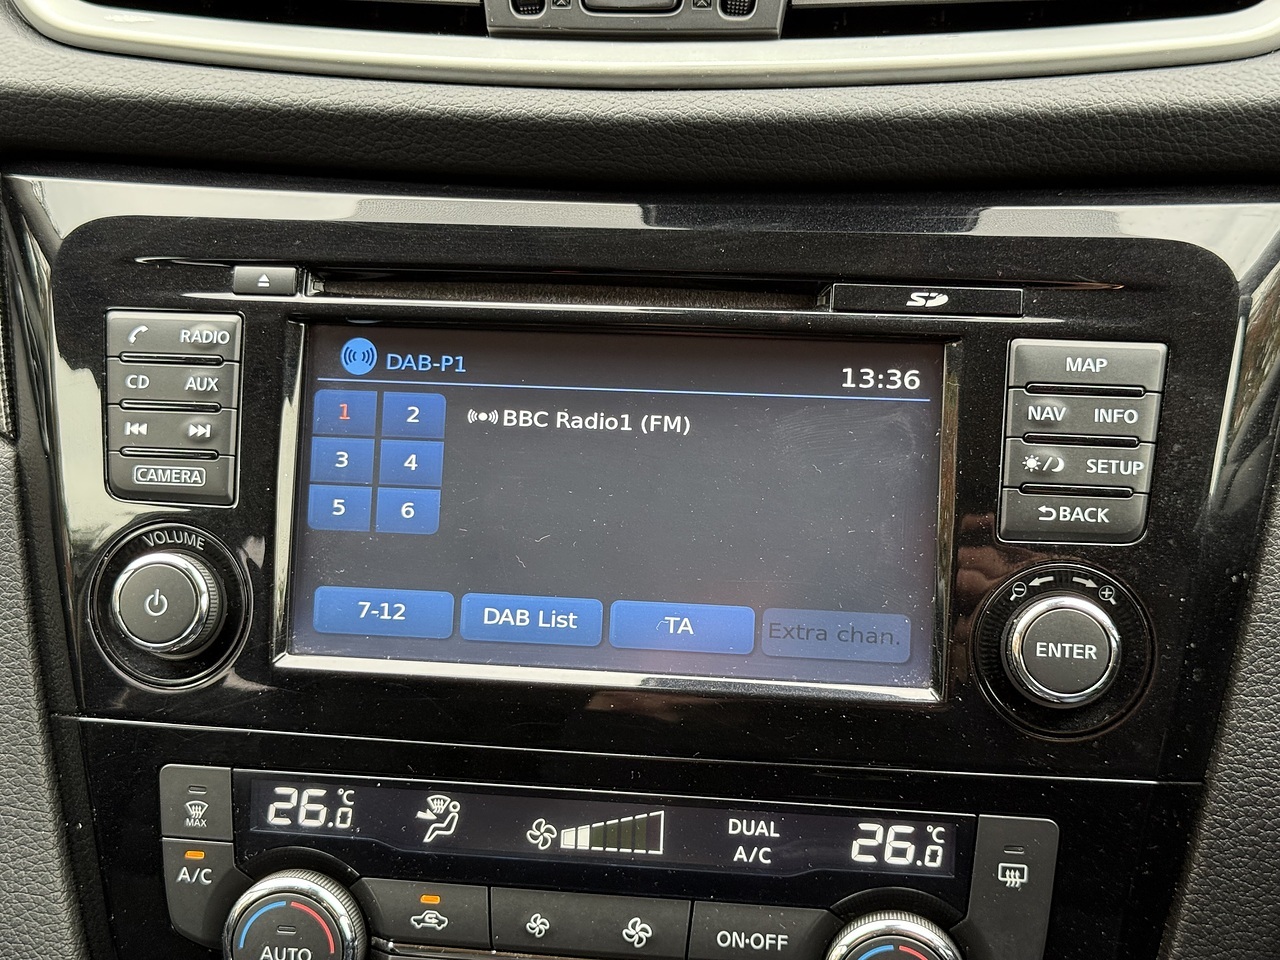 SD
RADIO
CD AUX
CAMERA
VOLUME
DAB-P1
13:36
1 2
3 4
5 6
BBC Radio1 (FM)
7-12
DAB List
TA
Extra chan.
MAP
NAV INFO
SETUP
BACK
ENTER
MAX
A/C
26.0 °C
DUAL
A/C
26.0 °C
AUTO
ON·OFF